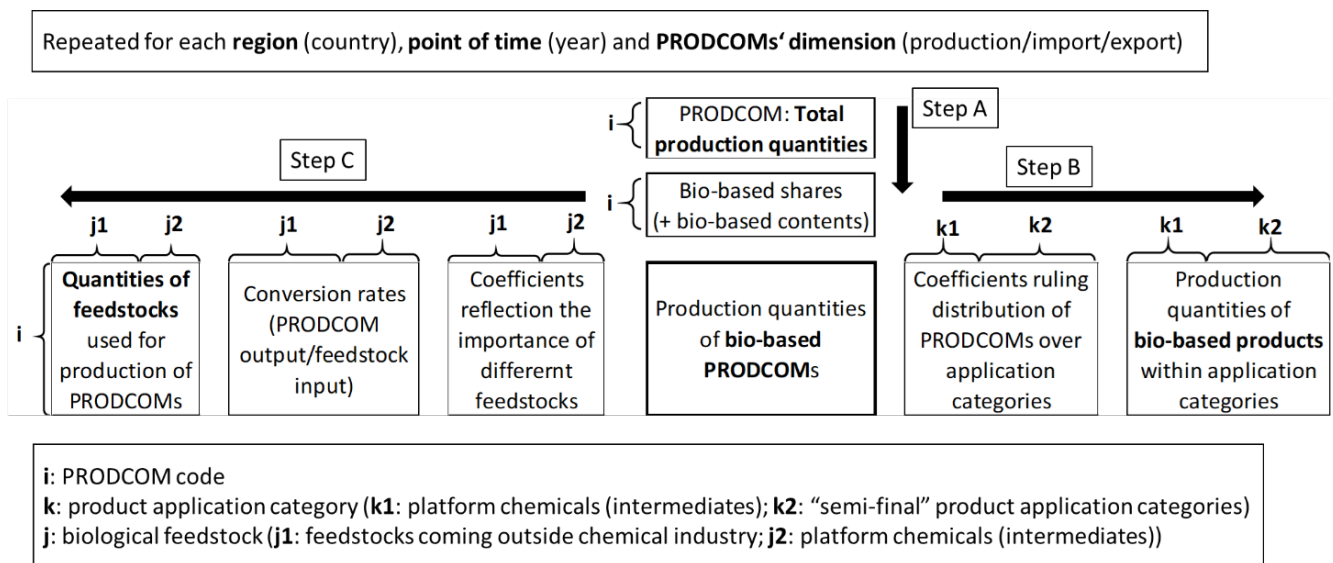 Repeated for each region (country), point of time (year) and PRODCOMs‘ dimension (production/import/export)
Step C
i
PRODCOM: Total
production quantities
Step A
i
Bio-based shares
(+ bio-based contents)
Step B
j1
j2
j1
j2
j1
j2
k1
k2
k1
k2
i
Quantities of
feedstocks
used for
production of
PRODCOMs
Conversion rates
(PRODCOM
output/feedstock
input)
Coefficients
reflection the
importance of
differernt
feedstocks
Production quantities
of bio-based
PRODCOMs
Coefficients ruling
distribution of
PRODCOMs over
application
categories
Production
quantities of
bio-based products
within application
categories
i: PRODCOM code
k: product application category (k1: platform chemicals (intermediates); k2: “semi-final” product application categories)
j: biological feedstock (j1: feedstocks coming outside chemical industry; j2: platform chemicals (intermediates))